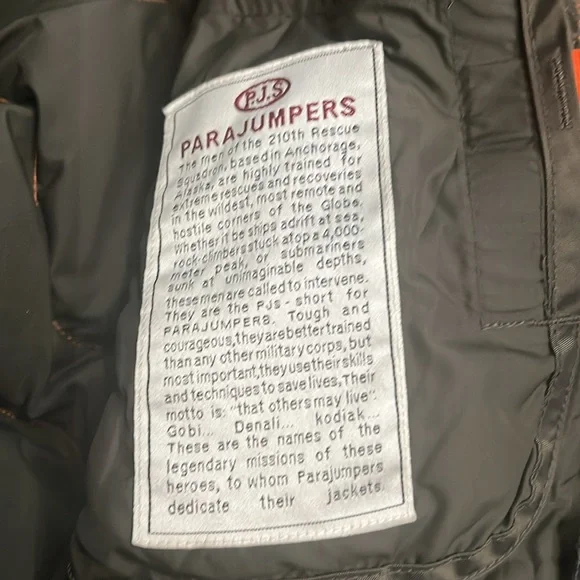 P.J.S
PARAJUMPERS
The men of the 210th Rescue
Squadron, based in Anchorage,
Alaska, are highly trained for
extreme rescues and recoveries
in the wildest, most remote and
hostile corners of the Globe.
whether it be ships adrift at sea,
rock-climbers stuck atop a 4,000-
meter peak, or submariners
sunk at unimaginable depths,
these men are called to intervene.
They are the PJs - short for
PARAJUMPERS. Tough and
courageous, they are better trained
than any other military corps, but
most important, they use their skills
and techniques to save lives, Their
motto is: "that others may live".
Gobi... Denali... kodiak...
These are the names of the
legendary missions of these
heroes, to whom Parajumpers
dedicate their jackets.